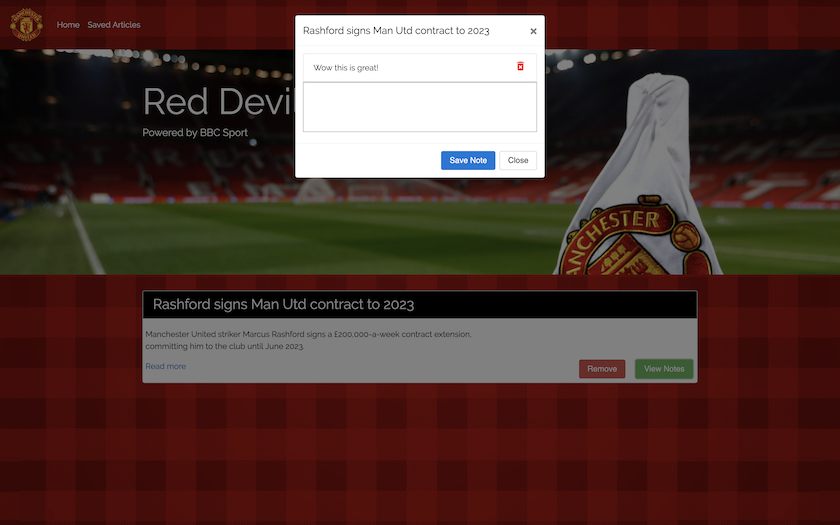 Home Saved Articles
Rashford signs Man Utd contract to 2023 ×
Wow this is great!
Save Note Close
Red Devil
Powered by BBC Sport
MANCHESTER
Rashford signs Man Utd contract to 2023
Manchester United striker Marcus Rashford signs a £200,000-a-week contract extension,
committing him to the club until June 2023.
Read more
Remove View Notes